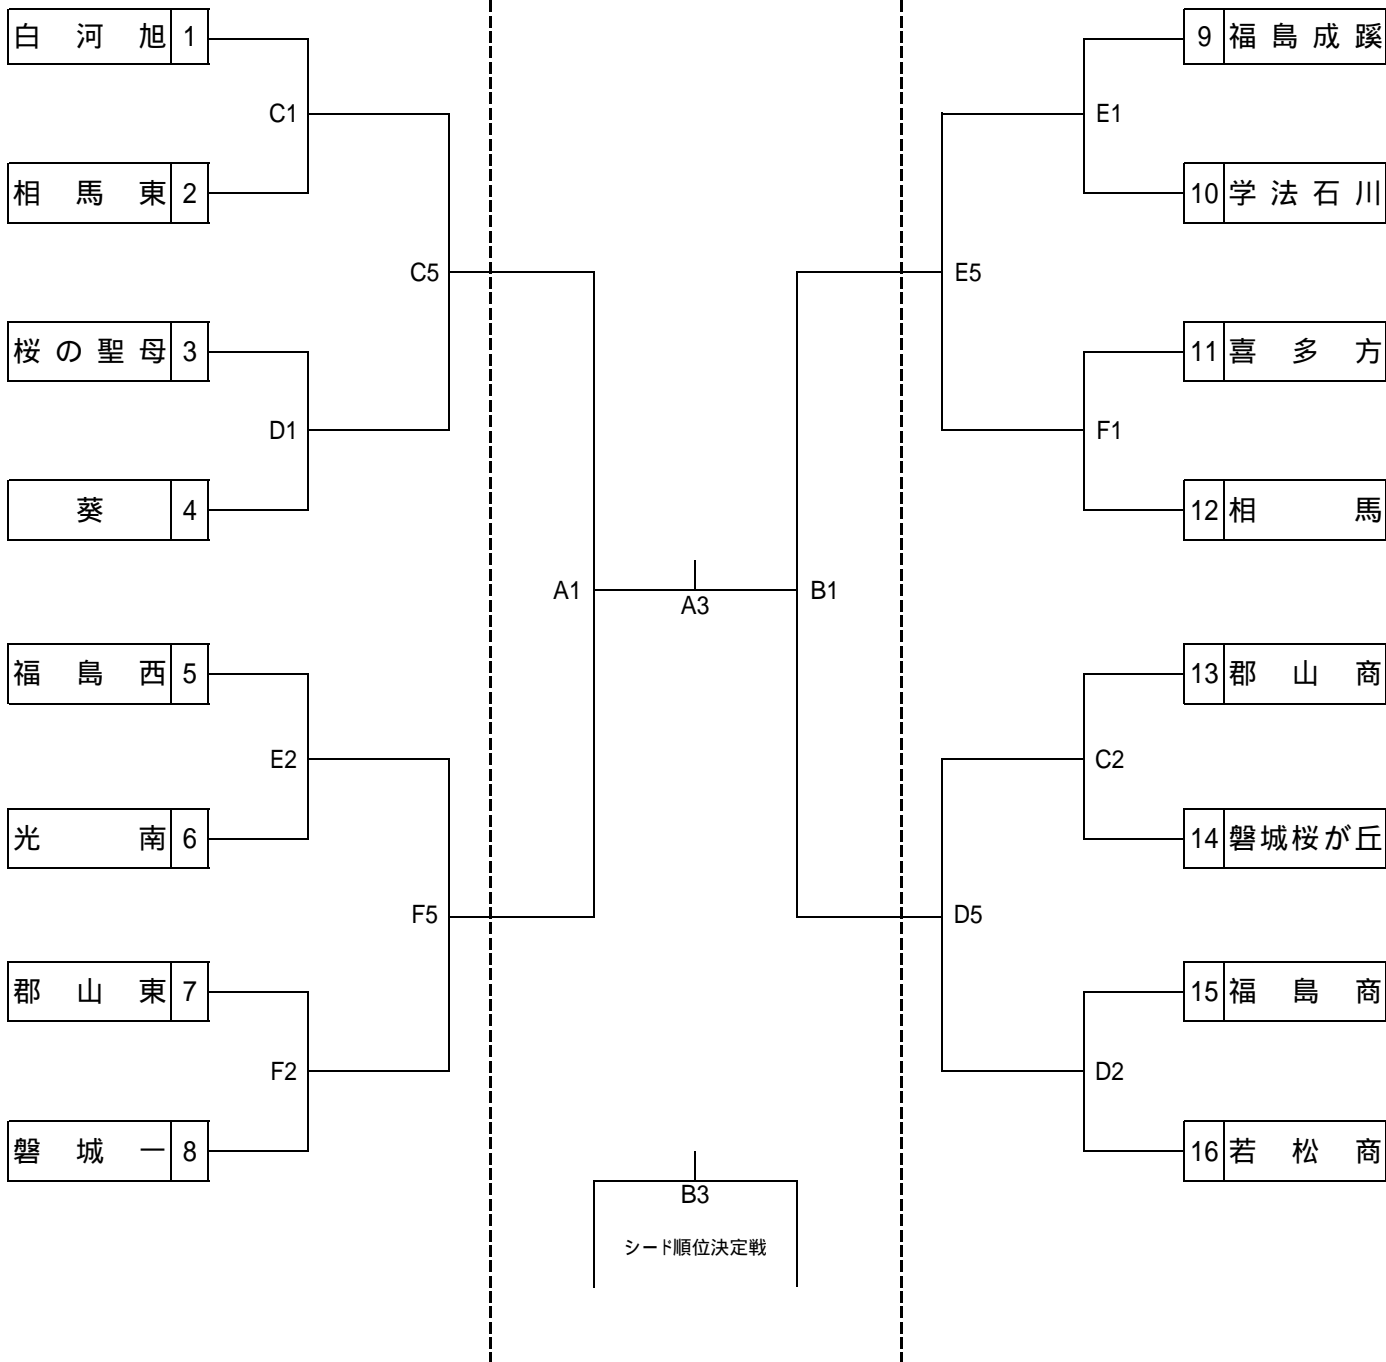 白河旭 1
9 福島成蹊
C1
E1
相馬東 2
10 学法石川
C5
E5
桜の聖母 3
11 喜多方
D1
F1
葵 4
12 相馬
A1
A3
B1
福島西 5
13 郡山商
E2
C2
光南 6
14 磐城桜が丘
F5
D5
郡山東 7
15 福島商
F2
D2
磐城一 8
16 若松商
B3
シード順位決定戦